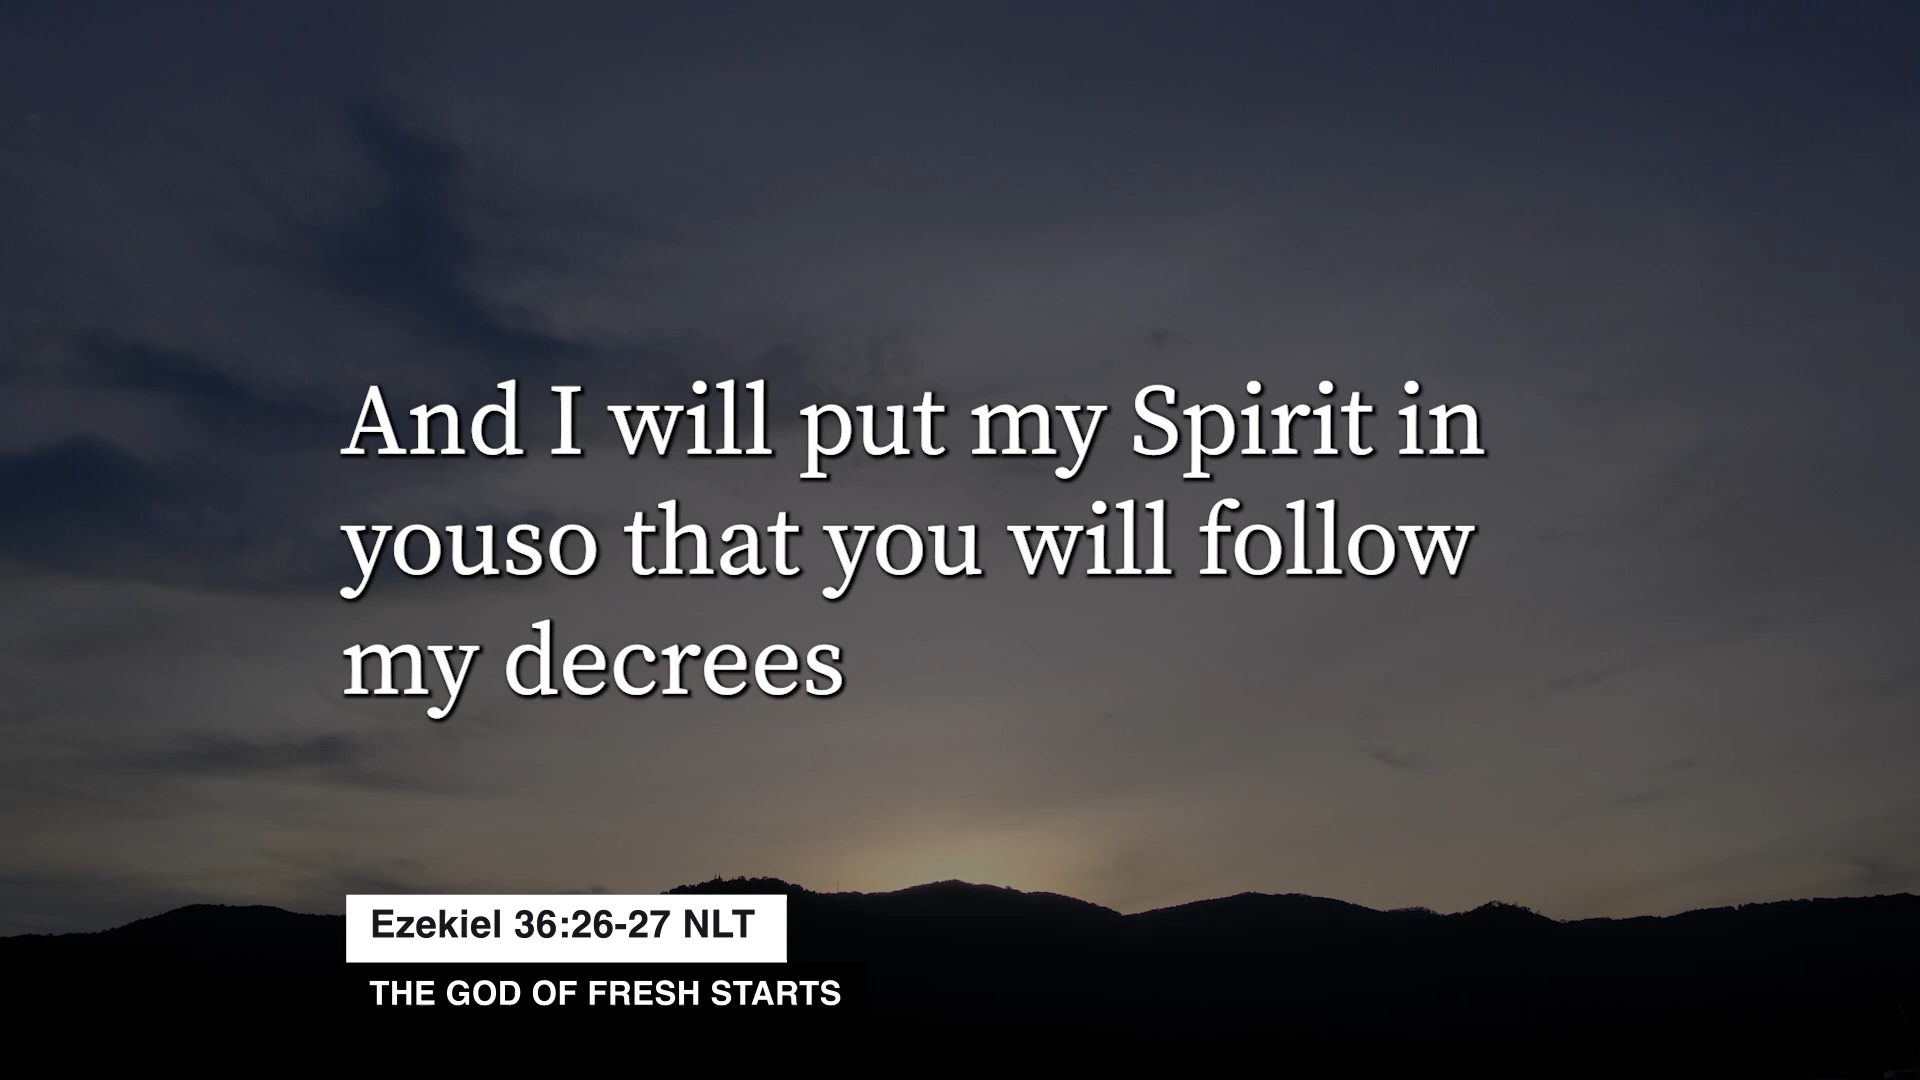 And I will put my Spirit in
youso that you will follow
my decrees
Ezekiel 36:26-27 NLT
THE GOD OF FRESH STARTS